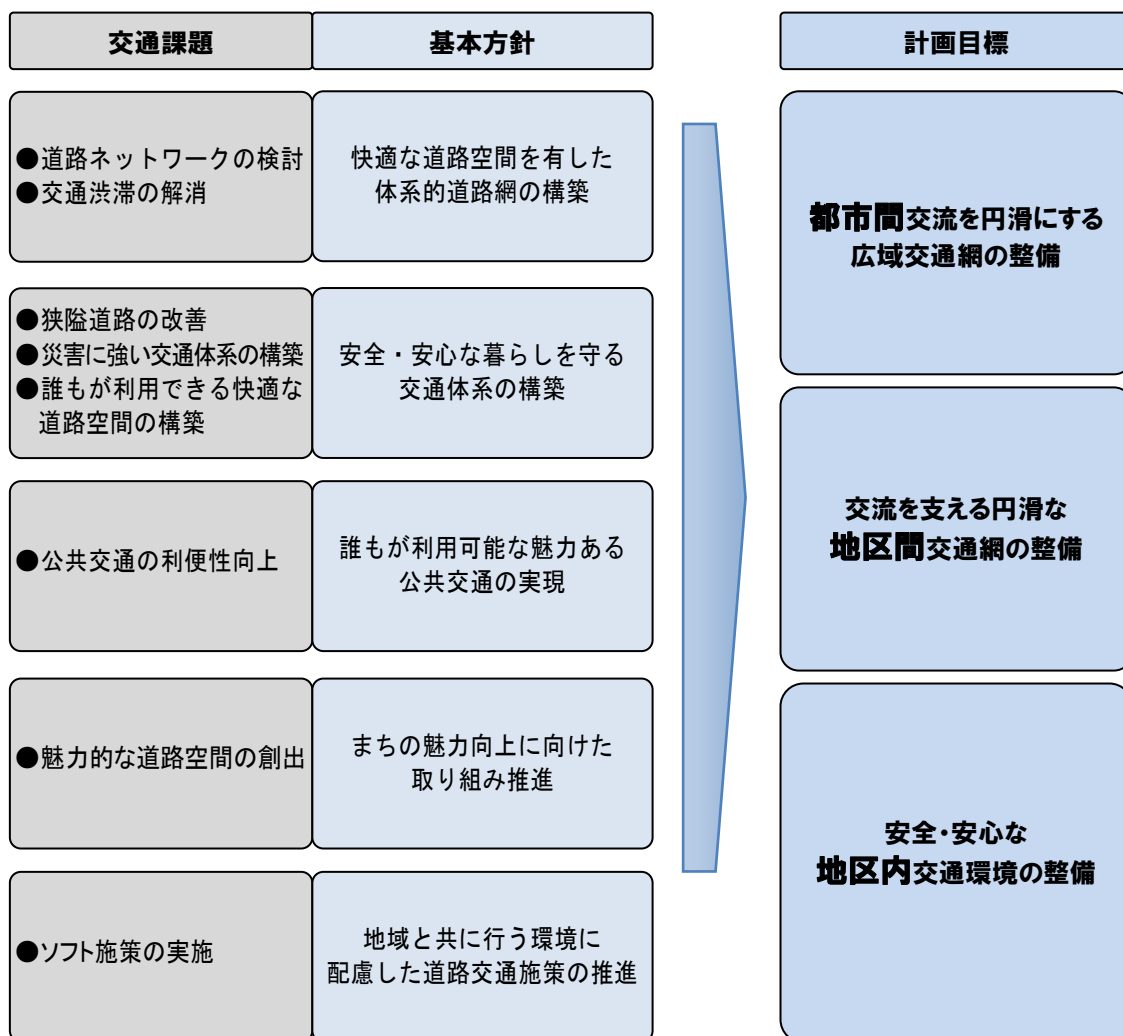 交通課題
基本方針
計画目標
●道路ネットワークの検討
●交通渋滞の解消
快適な道路空間を有した
体系的道路網の構築
●狭隘道路の改善
●災害に強い交通体系の構築
●誰もが利用できる快適な
道路空間の構築
安全・安心な暮らしを守る
交通体系の構築
●公共交通の利便性向上
誰もが利用可能な魅力ある
公共交通の実現
●魅力的な道路空間の創出
まちの魅力向上に向けた
取り組み推進
●ソフト施策の実施
地域と共に行う環境に
配慮した道路交通施策の推進
都市間交流を円滑にする
広域交通網の整備
交流を支える円滑な
地区間交通網の整備
安全・安心な
地区内交通環境の整備